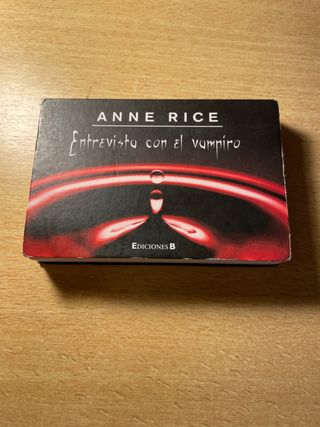 ANNE RICE
Entrevista con el vampiro
EDICIONES B